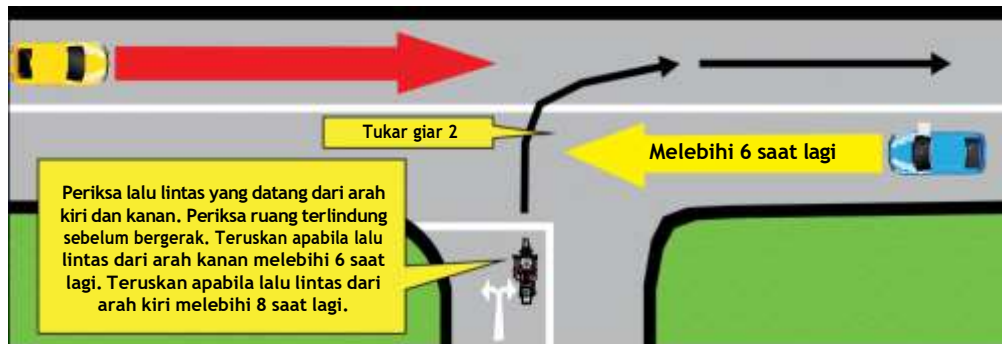 Tukar giar 2
Melebihi 6 saat lagi
Periksa lalu lintas yang datang dari arah
kiri dan kanan. Periksa ruang terlindung
sebelum bergerak. Teruskan apabila lalu
lintas dari arah kanan melebihi 6 saat
lagi. Teruskan apabila lalu lintas dari
arah kiri melebihi 8 saat lagi.